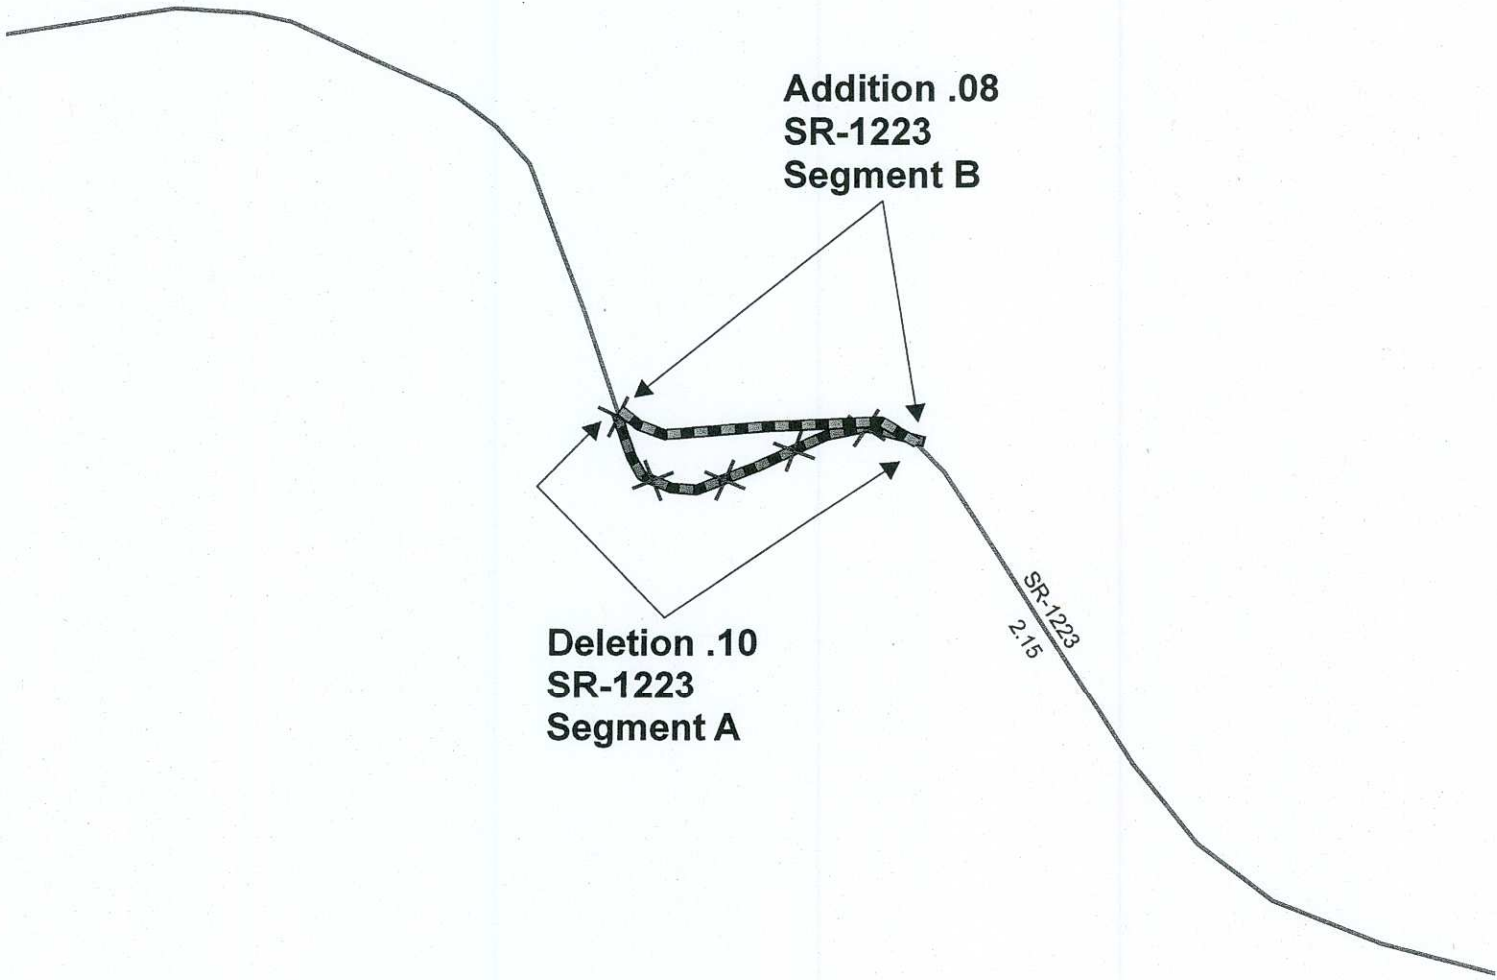 Addition .08
SR-1223
Segment B
SR-1223
2.15
Deletion .10
SR-1223
Segment A